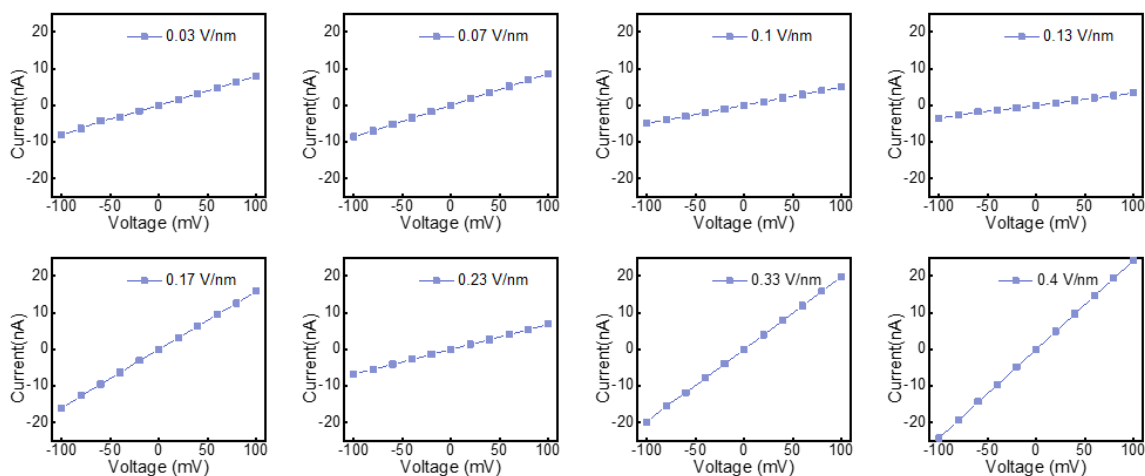 0.03 V/nm
Current(nA)
20
10
0
-10
-20
-100 -50 0 50 100
Voltage (mV)
0.07 V/nm
Current(nA)
20
10
0
-10
-20
-100 -50 0 50 100
Voltage (mV)
0.1 V/nm
Current(nA)
20
10
0
-10
-20
-100 -50 0 50 100
Voltage (mV)
0.13 V/nm
Current(nA)
20
10
0
-10
-20
-100 -50 0 50 100
Voltage (mV)
0.17 V/nm
Current(nA)
20
10
0
-10
-20
-100 -50 0 50 100
Voltage (mV)
0.23 V/nm
Current(nA)
20
10
0
-10
-20
-100 -50 0 50 100
Voltage (mV)
0.33 V/nm
Current(nA)
20
10
0
-10
-20
-100 -50 0 50 100
Voltage (mV)
0.4 V/nm
Current(nA)
20
10
0
-10
-20
-100 -50 0 50 100
Voltage (mV)